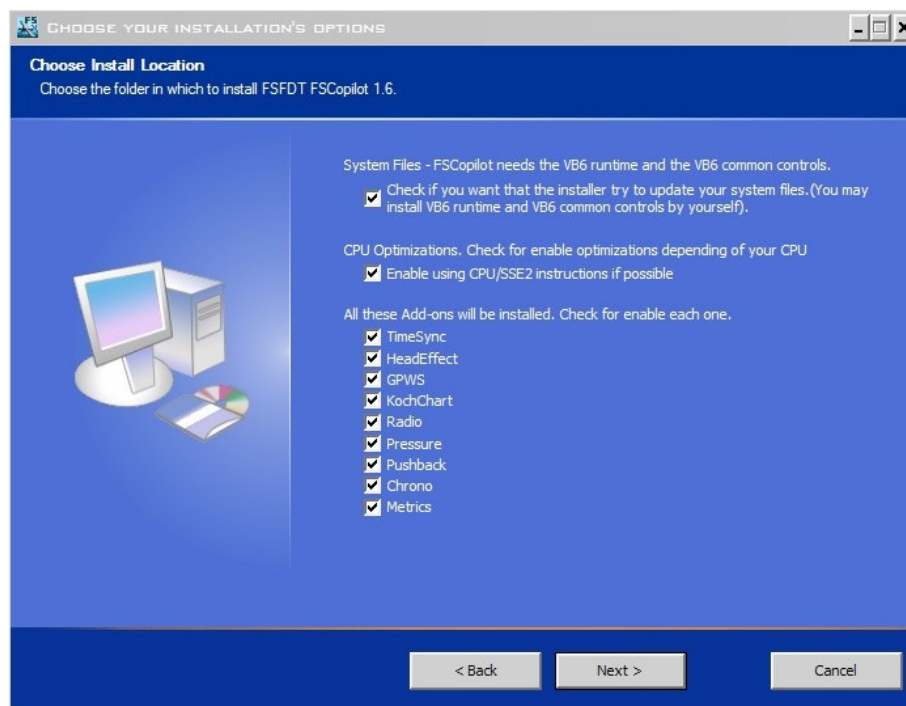 FS
CHOOSE YOUR INSTALLATION'S OPTIONS
Choose Install Location
Choose the folder in which to install FSFDT FSCopilot 1.6.
System Files - FSCopilot needs the VB6 runtime and the VB6 common controls.
Check if you want that the installer try to update your system files.(You may
install VB6 runtime and VB6 common controls by yourself).
CPU Optimizations. Check for enable optimizations depending of your CPU
Enable using CPU/SSE2 instructions if possible
All these Add-ons will be installed. Check for enable each one.
TimeSync
HeadEffect
GPWS
KochChart
Radio
Pressure
Pushback
Chrono
Metrics
< Back
Next >
Cancel